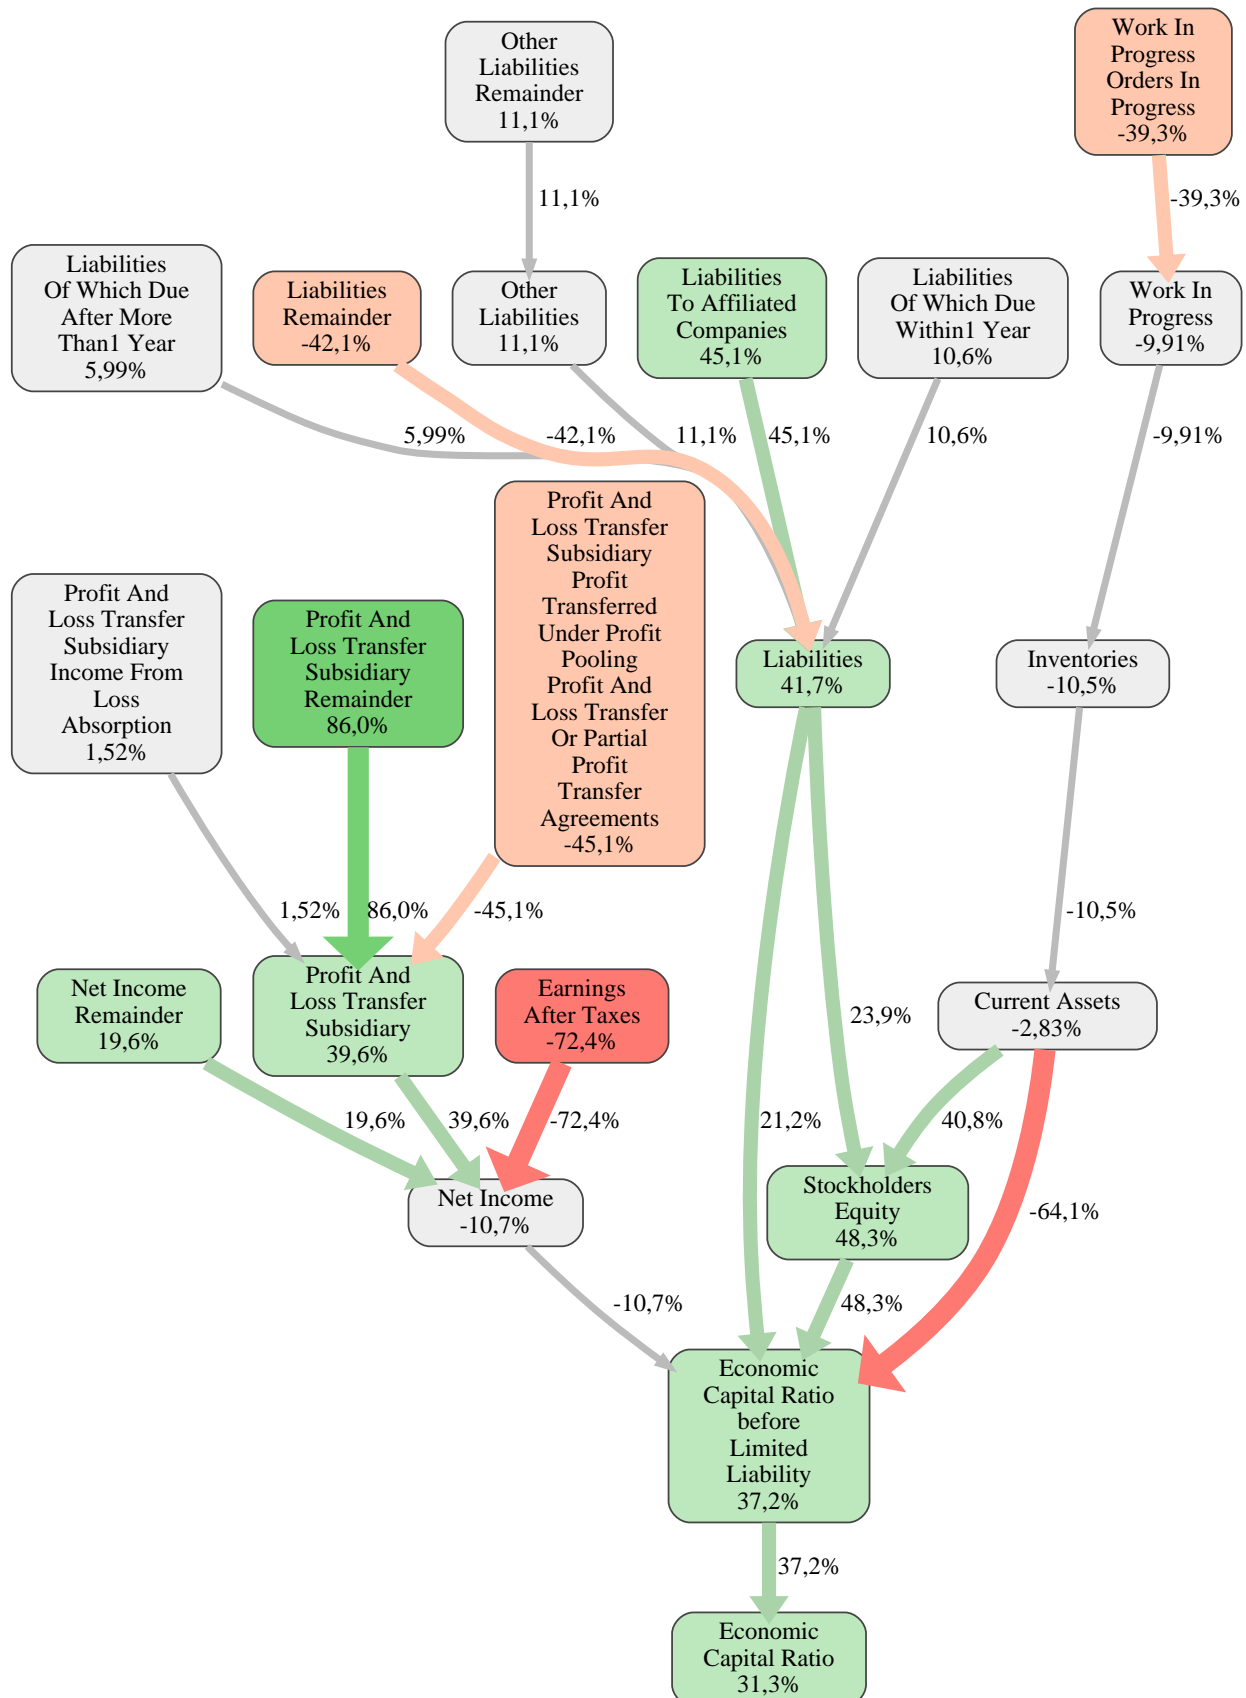 Other
Liabilities
Remainder
11,1%
Work In
Progress
Orders In
Progress
-39,3%
11,1%
-39,3%
Liabilities
Of Which Due
After More
Than1 Year
5,99%
Liabilities
Remainder
-42,1%
Other
Liabilities
11,1%
Liabilities
To Affiliated
Companies
45,1%
Liabilities
Of Which Due
Within1 Year
10,6%
Work In
Progress
-9,91%
5,99%
-42,1%
11,1%
45,1%
10,6%
-9,91%
Profit And
Loss Transfer
Subsidiary
Income From
Loss
Absorption
1,52%
Profit And
Loss Transfer
Subsidiary
Remainder
86,0%
Profit And
Loss Transfer
Subsidiary
Profit
Transferred
Under Profit
Pooling
Profit And
Loss Transfer
Or Partial
Profit
Transfer
Agreements
-45,1%
Liabilities
41,7%
Inventories
-10,5%
1,52%
86,0%
-45,1%
-10,5%
Net Income
Remainder
19,6%
Profit And
Loss Transfer
Subsidiary
39,6%
Earnings
After Taxes
-72,4%
23,9%
Current Assets
-2,83%
19,6%
39,6%
-72,4%
21,2%
40,8%
Net Income
-10,7%
Stockholders
Equity
48,3%
-64,1%
-10,7%
48,3%
Economic
Capital Ratio
before
Limited
Liability
37,2%
37,2%
Economic
Capital Ratio
31,3%